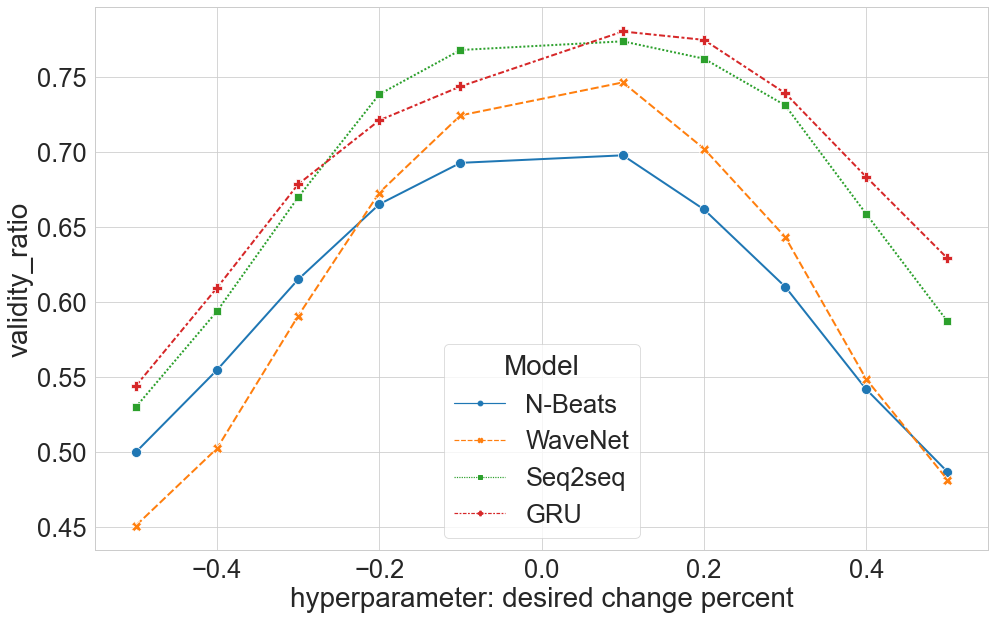 validity_ratio
0.75
0.70
0.65
0.60
0.55
0.50
0.45
Model
N-Beats
WaveNet
Seq2seq
GRU
−0.4 −0.2 0.0 0.2 0.4
hyperparameter: desired change percent